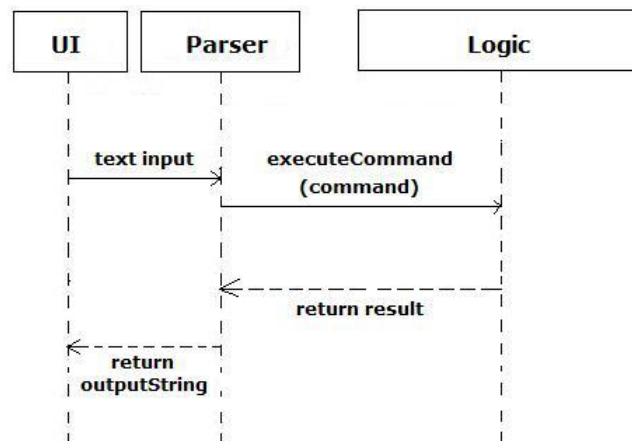 UI
Parser
Logic
text input
executeCommand
(command)
return result
return
outputString